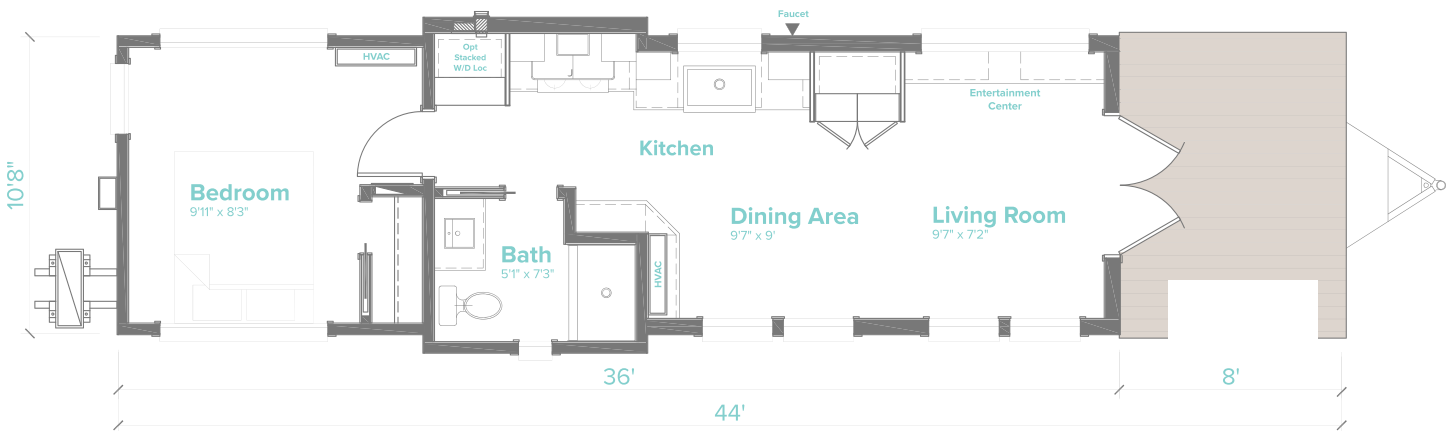 Faucet
Opt
Stacked
W/D Loc
HVAC
Entertainment
Center
Kitchen
10'8"
Bedroom
9'11" x 8'3"
Dining Area
9'7" x 9'
Living Room
9'7" x 7'2"
Bath
5'1" x 7'3"
HVAC
36'
8'
44'